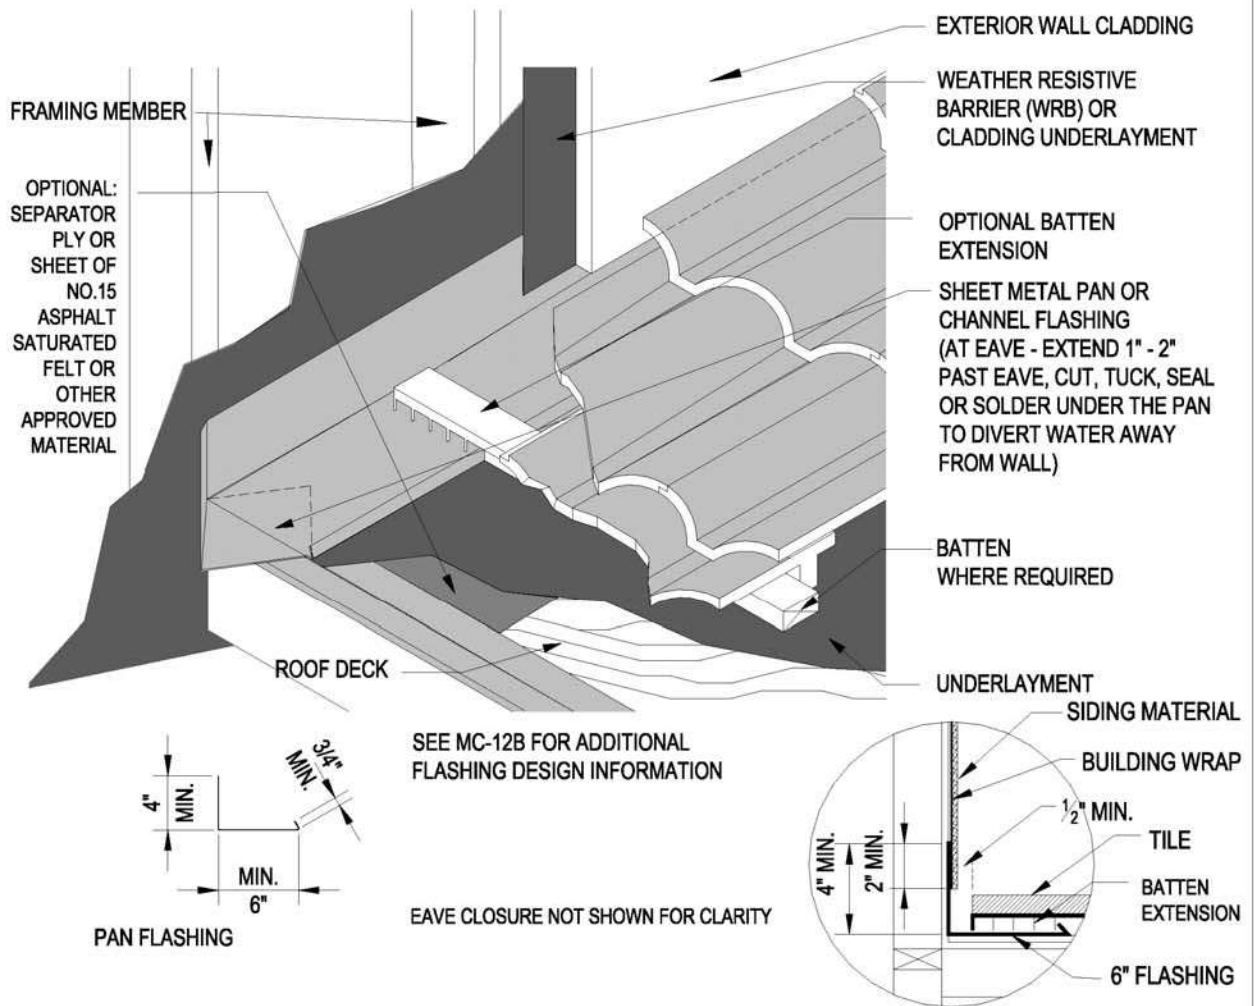 EXTERIOR WALL CLADDING
WEATHER RESISTIVE
BARRIER (WRB) OR
CLADDING UNDERLAYMENT
FRAMING MEMBER
OPTIONAL:
SEPARATOR
PLY OR
SHEET OF
NO.15
ASPHALT
SATURATED
FELT OR
OTHER
APPROVED
MATERIAL
OPTIONAL BATTEN
EXTENSION
SHEET METAL PAN OR
CHANNEL FLASHING
(AT EAVE - EXTEND 1" - 2"
PAST EAVE, CUT, TUCK, SEAL
OR SOLDER UNDER THE PAN
TO DIVERT WATER AWAY
FROM WALL)
BATTEN
WHERE REQUIRED
ROOF DECK
UNDERLAYMENT
SEE MC-12B FOR ADDITIONAL
FLASHING DESIGN INFORMATION
4"
MIN.
3/4"
MIN.
MIN.
6"
PAN FLASHING
EAVE CLOSURE NOT SHOWN FOR CLARITY
SIDING MATERIAL
BUILDING WRAP
1/2" MIN.
4" MIN.
2" MIN.
TILE
BATTEN
EXTENSION
6" FLASHING